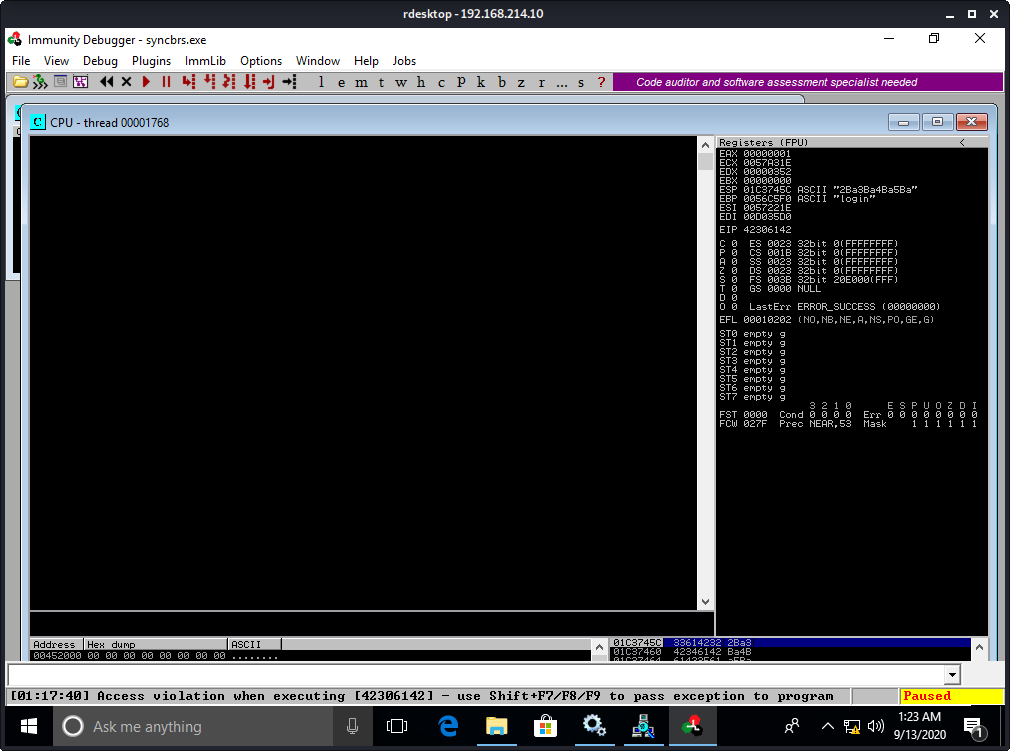 rdesktop - 192.168.214.10
Immunity Debugger - syncbrs.exe
File View Debug Plugins ImmLib Options Window Help Jobs
l e m t w h c P k b z r ... s ?
Code auditor and software assessment specialist needed
C CPU - thread 00001768
Registers (FPU) <
EAX 00000001
ECX 0057A31E
EDX 00000352
EBX 00000000
ESP 01C3745C ASCII "2Ba3Ba4Ba5Ba"
EBP 0056C5F0 ASCII "login"
ESI 0057221E
EDI 00D035D0
EIP 42306142
C 0 ES 0023 32bit 0(FFFFFFFF)
P 0 CS 001B 32bit 0(FFFFFFFF)
A 0 SS 0023 32bit 0(FFFFFFFF)
Z 0 DS 0023 32bit 0(FFFFFFFF)
S 0 FS 003B 32bit 20E000(FFF)
T 0 GS 0000 NULL
D 0
O 0 LastErr ERROR_SUCCESS (00000000)
EFL 00010202 (NO,NB,NE,A,NS,PO,GE,G)
ST0 empty g
ST1 empty g
ST2 empty g
ST3 empty g
ST4 empty g
ST5 empty g
ST6 empty g
ST7 empty g
3 2 1 0 E S P U O Z D I
FST 0000 Cond 0 0 0 0 Err 0 0 0 0 0 0 0 0
FCW 027F Prec NEAR,53 Mask 1 1 1 1 1 1
Address Hex dump ASCII
00452000 00 00 00 00 00 00 00 00 ........
01C3745C 33614232 2Ba3
01C37460 42346142 Ba4B
01C37464 61423561 a5Ba
[01:17:40] Access violation when executing [42306142] - use Shift+F7/F8/F9 to pass exception to program
Paused
Ask me anything
1:23 AM
9/13/2020
1